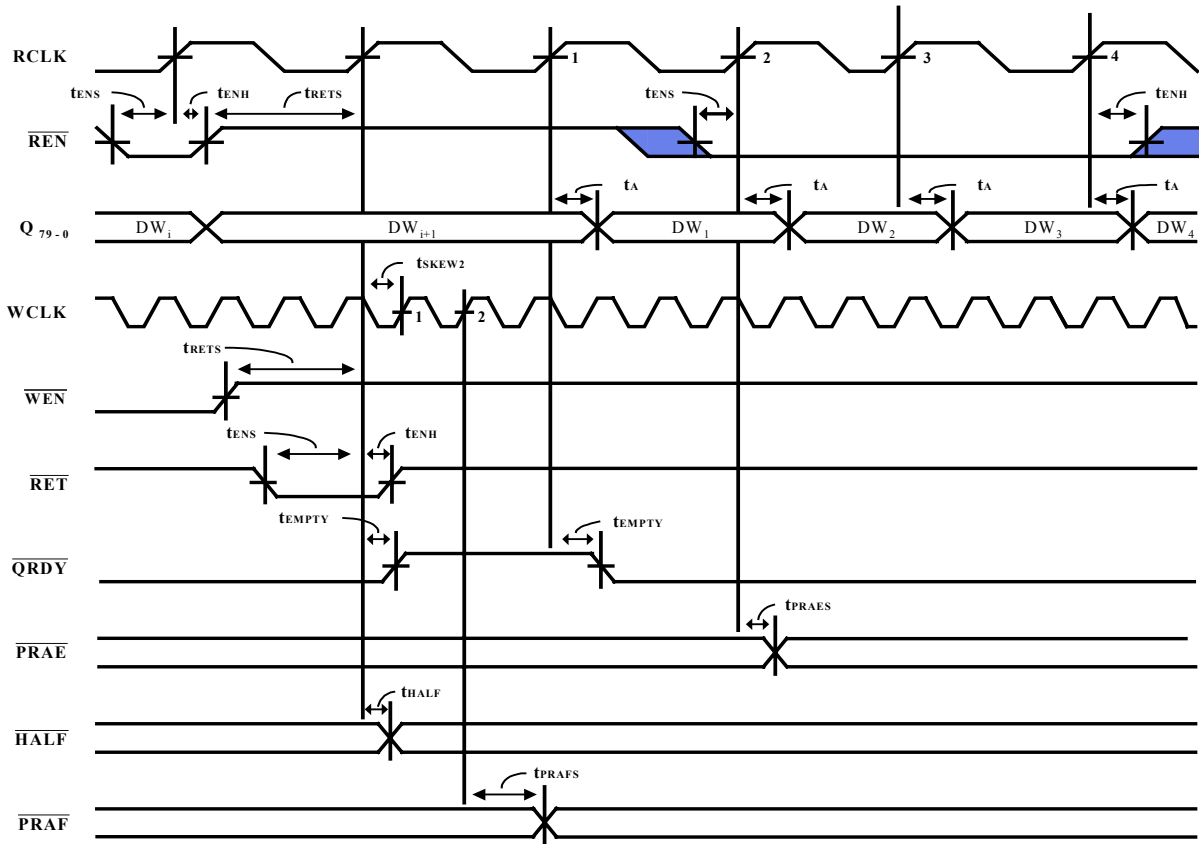 RCLK 1 2 3 4
tENS tENH tRETS tENS tENH
REN
tA tA tA tA
Q 79-0 DWi DWi+1 DW1 DW2 DW3 DW4
tSKEW2
WCLK 1 2
tRETS
WEN
tENS tENH
RET
tEMPTY tEMPTY
QRDY
tPRAES
PRAE
tHALF
HALF
tPRAFS
PRAF